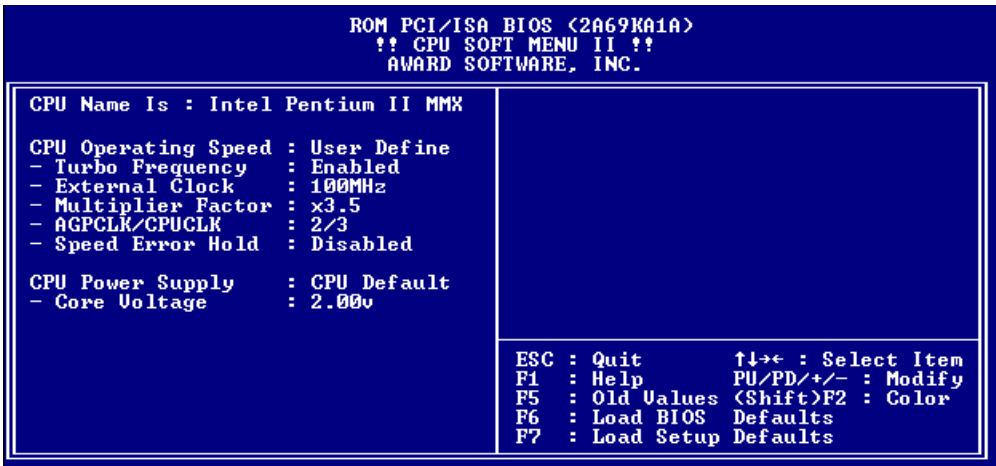 ROM PCI/ISA BIOS (2A69KA1A)
!! CPU SOFT MENU II !!
AWARD SOFTWARE, INC.
CPU Name Is : Intel Pentium II MMX
CPU Operating Speed : User Define
- Turbo Frequency : Enabled
- External Clock : 100MHz
- Multiplier Factor : x3.5
- AGPCLK/CPUCLK : 2/3
- Speed Error Hold : Disabled
CPU Power Supply : CPU Default
- Core Voltage : 2.00v
ESC : Quit ↑↓→← : Select Item
F1 : Help PU/PD/+/- : Modify
F5 : Old Values (Shift)F2 : Color
F6 : Load BIOS Defaults
F7 : Load Setup Defaults